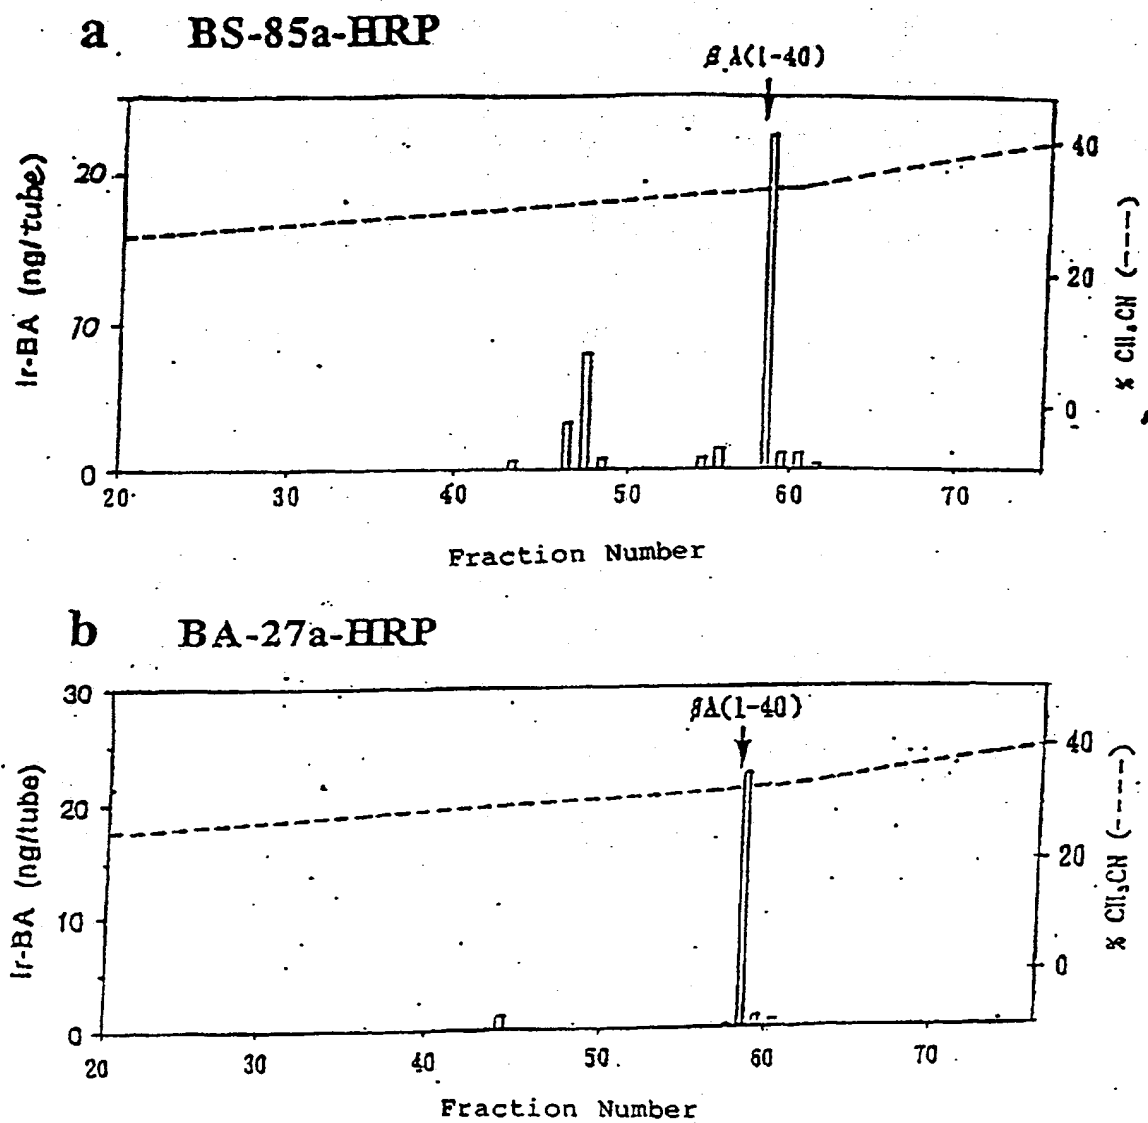 a BS-85a-HRP
βA(1-40)
Ir-BA (ng/tube)
20
10
0
40
20
0
% CH₃CN (---)
20 30 40 50 60 70
Fraction Number
b BA-27a-HRP
βA(1-40)
Ir-BA (ng/tube)
30
20
10
0
40
20
0
% CH₃CN (----)
20 30 40 50 60 70
Fraction Number